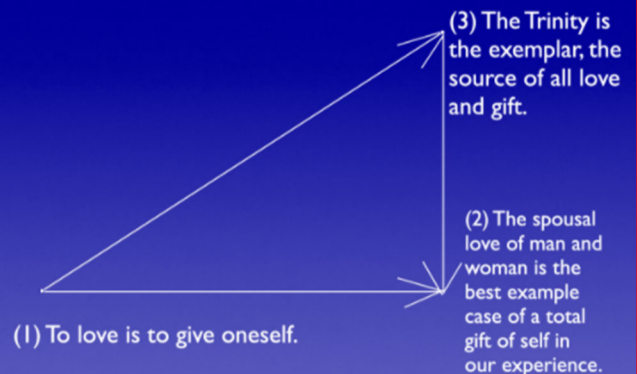 (3) The Trinity is
the exemplar, the
source of all love
and gift.
(2) The spousal
love of man and
woman is the
best example
case of a total
gift of self in
our experience.
(1) To love is to give oneself.